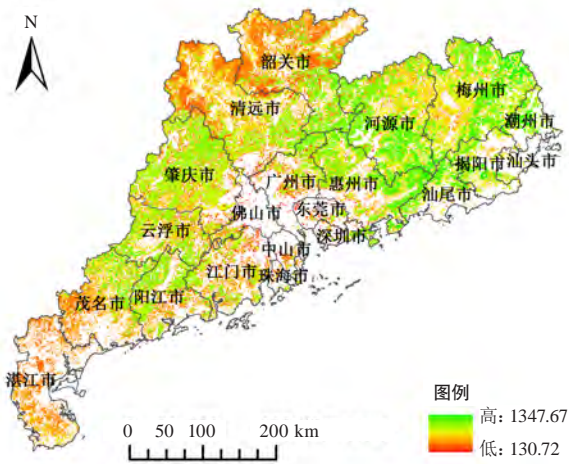 N
韶关市
清远市
梅州市
河源市
潮州市
揭阳市
汕头市
肇庆市
广州市
惠州市
汕尾市
佛山市
东莞市
云浮市
深圳市
中山市
江门市
珠海市
阳江市
茂名市
湛江市
图例
高: 1347.67
低: 130.72
0 50 100 200 km